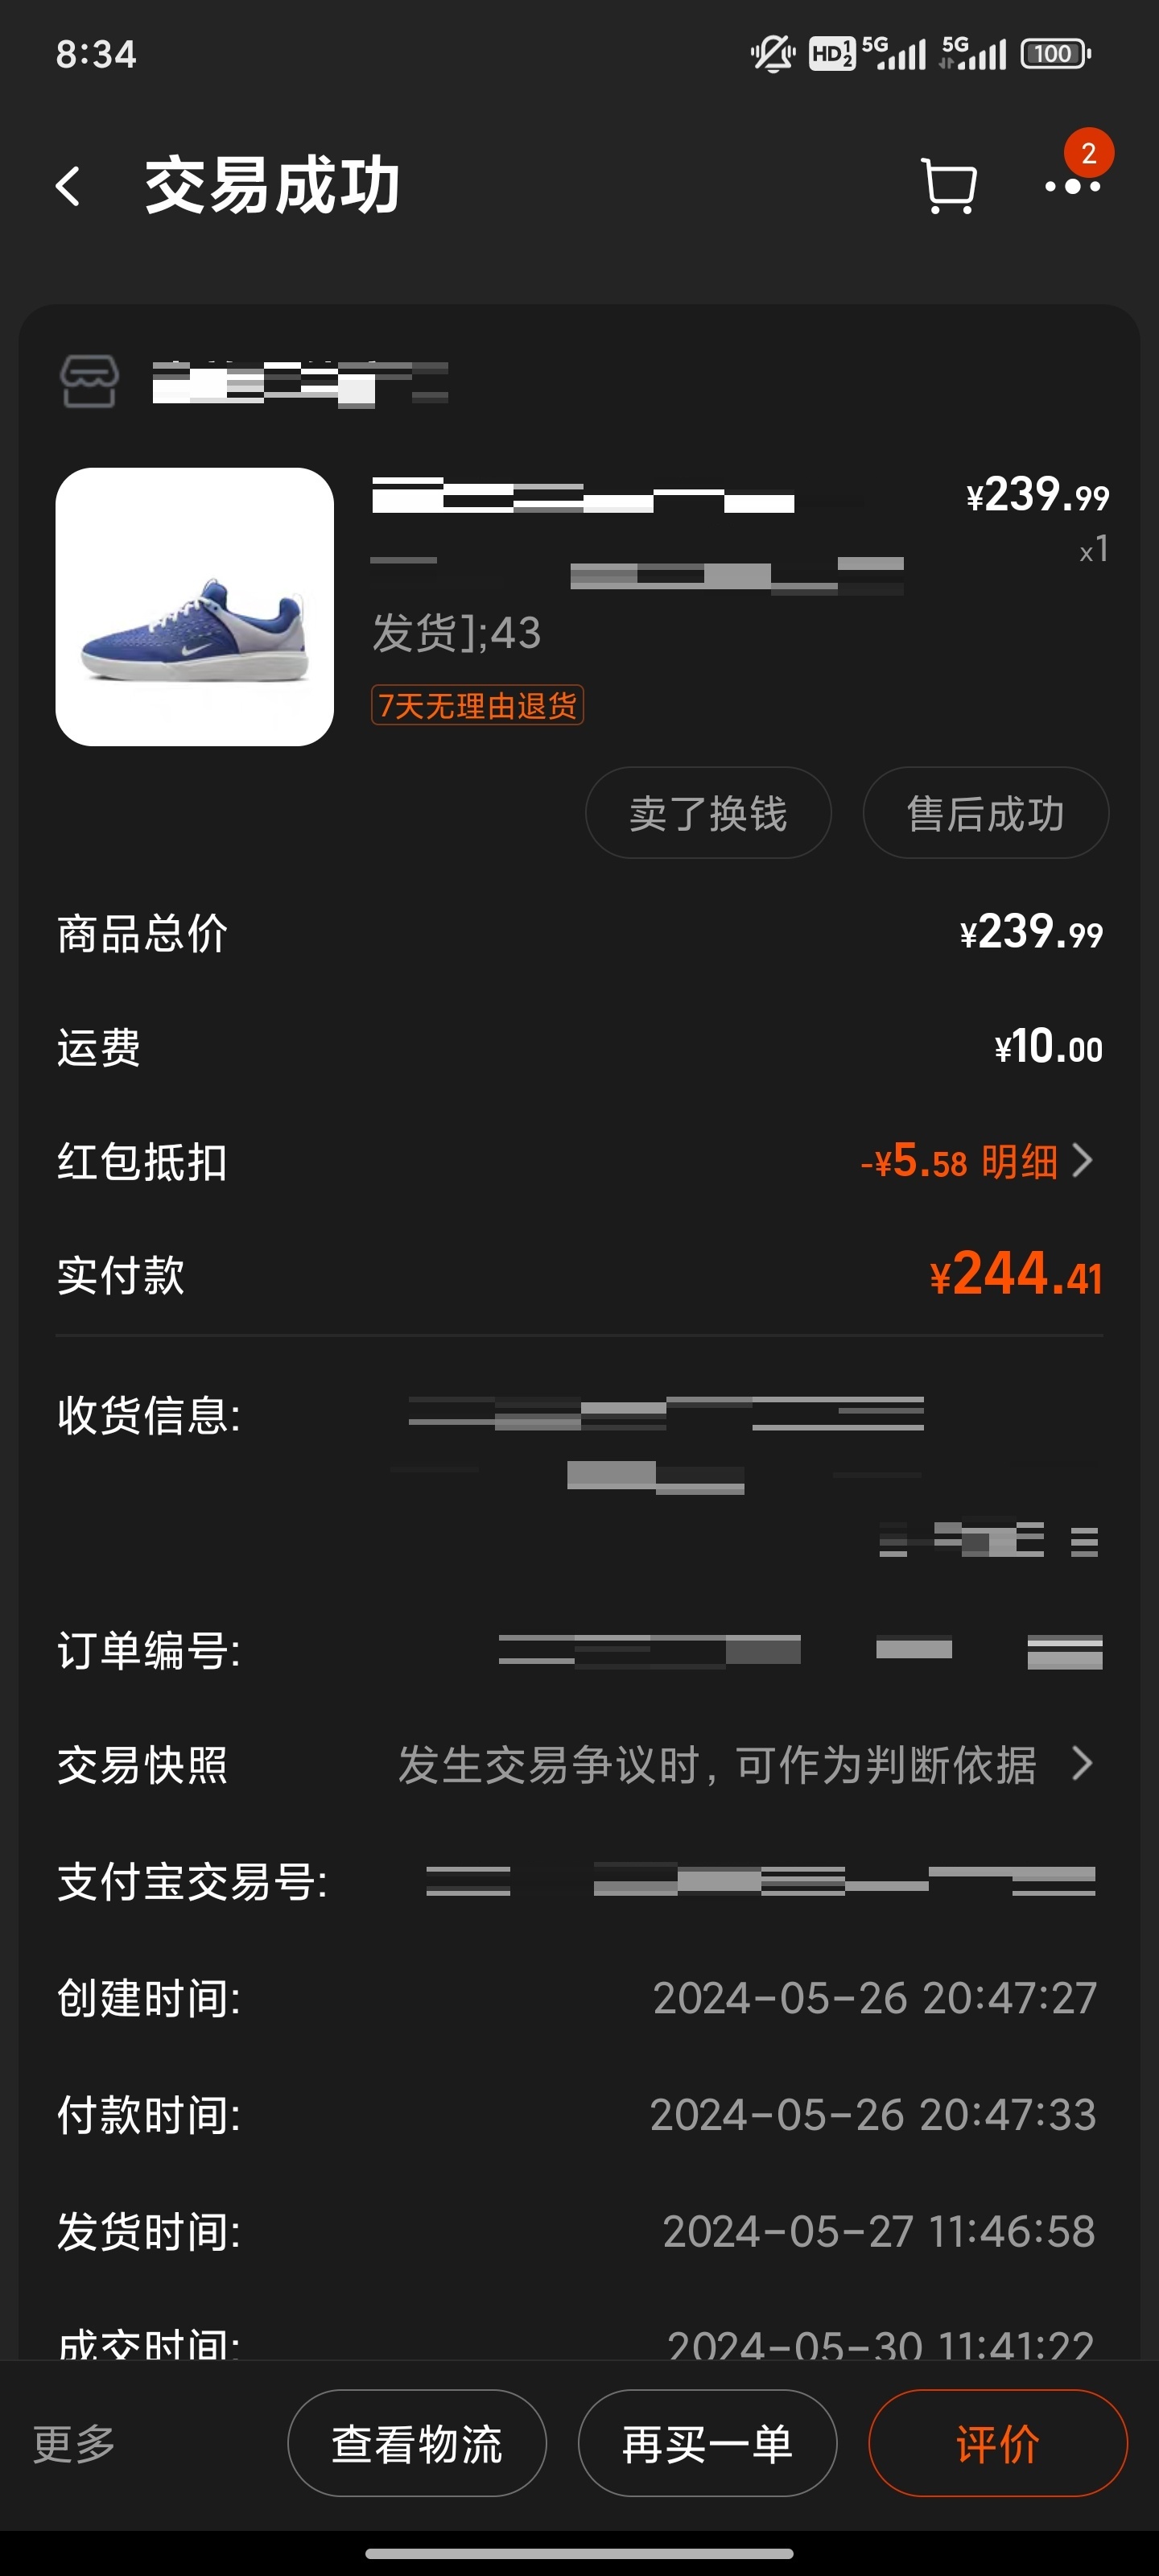 8:34
HD 1 2 5G 5G 100
交易成功
2
¥239.99
x1
发货];43
7天无理由退货
卖了换钱 售后成功
商品总价 ¥239.99
运费 ¥10.00
红包抵扣 -¥5.58 明细
实付款 ¥244.41
收货信息:
订单编号:
交易快照 发生交易争议时, 可作为判断依据
支付宝交易号:
创建时间: 2024-05-26 20:47:27
付款时间: 2024-05-26 20:47:33
发货时间: 2024-05-27 11:46:58
成交时间: 2024-05-30 11:41:22
更多 查看物流 再买一单 评价